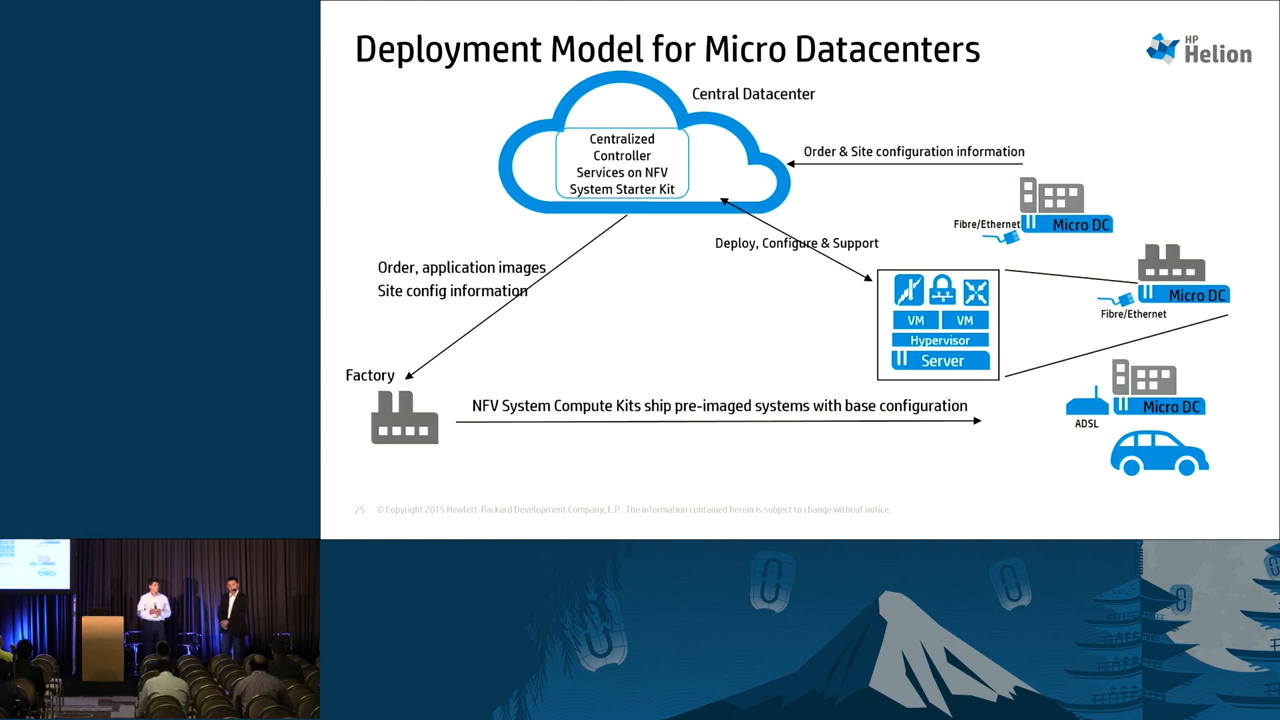 Deployment Model for Micro Datacenters
HP
Helion
Central Datacenter
Centralized
Controller
Services on NFV
System Starter Kit
Order & Site configuration information
Fibre/Ethernet
Micro DC
Deploy, Configure & Support
Order, application images
Site config information
VM VM
Hypervisor
Server
Micro DC
Fibre/Ethernet
Factory
NFV System Compute Kits ship pre-imaged systems with base configuration
Micro DC
ADSL
25 © Copyright 2015 Hewlett-Packard Development Company, L.P. The information contained herein is subject to change without notice.